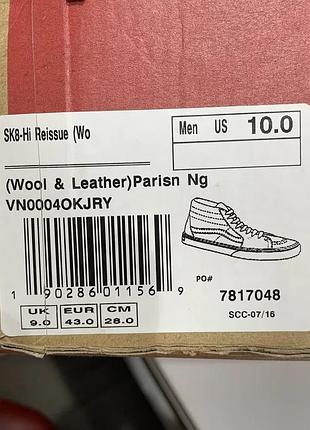 SK8-Hi Reissue (Wo
Men US 10.0
(Wool & Leather)Parisn Ng
VN0004OKJRY
PO#
1 90286 01156 9
7817048
UK EUR CM
9.0 43.0 28.0
SCC-07/16